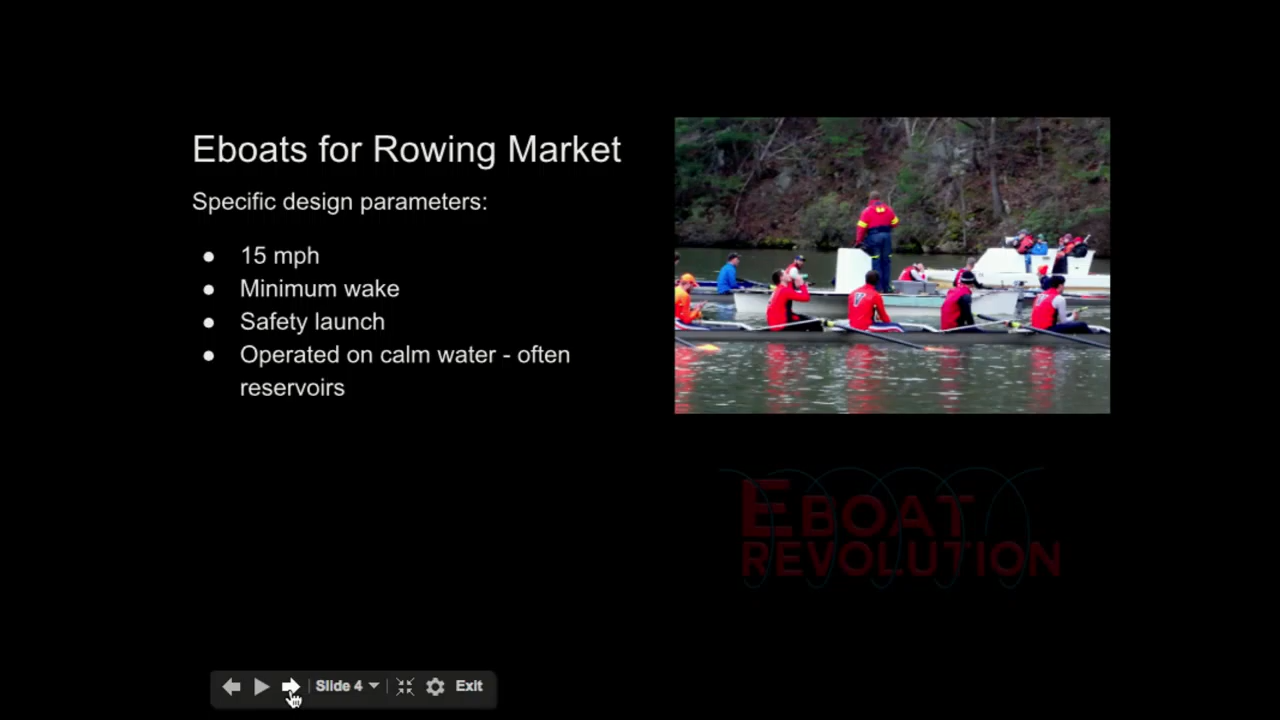 Eboats for Rowing Market
Specific design parameters:
● 15 mph
● Minimum wake
● Safety launch
● Operated on calm water - often
reservoirs
EBOAT
REVOLUTION
Slide 4
Exit